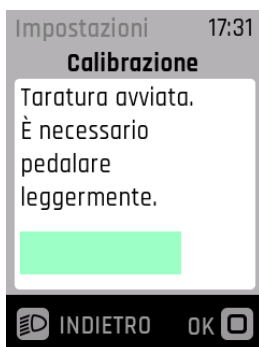 Impostazioni 17:31
Calibrazione
Taratura avviata.
È necessario
pedalare
leggermente.
INDIETRO OK